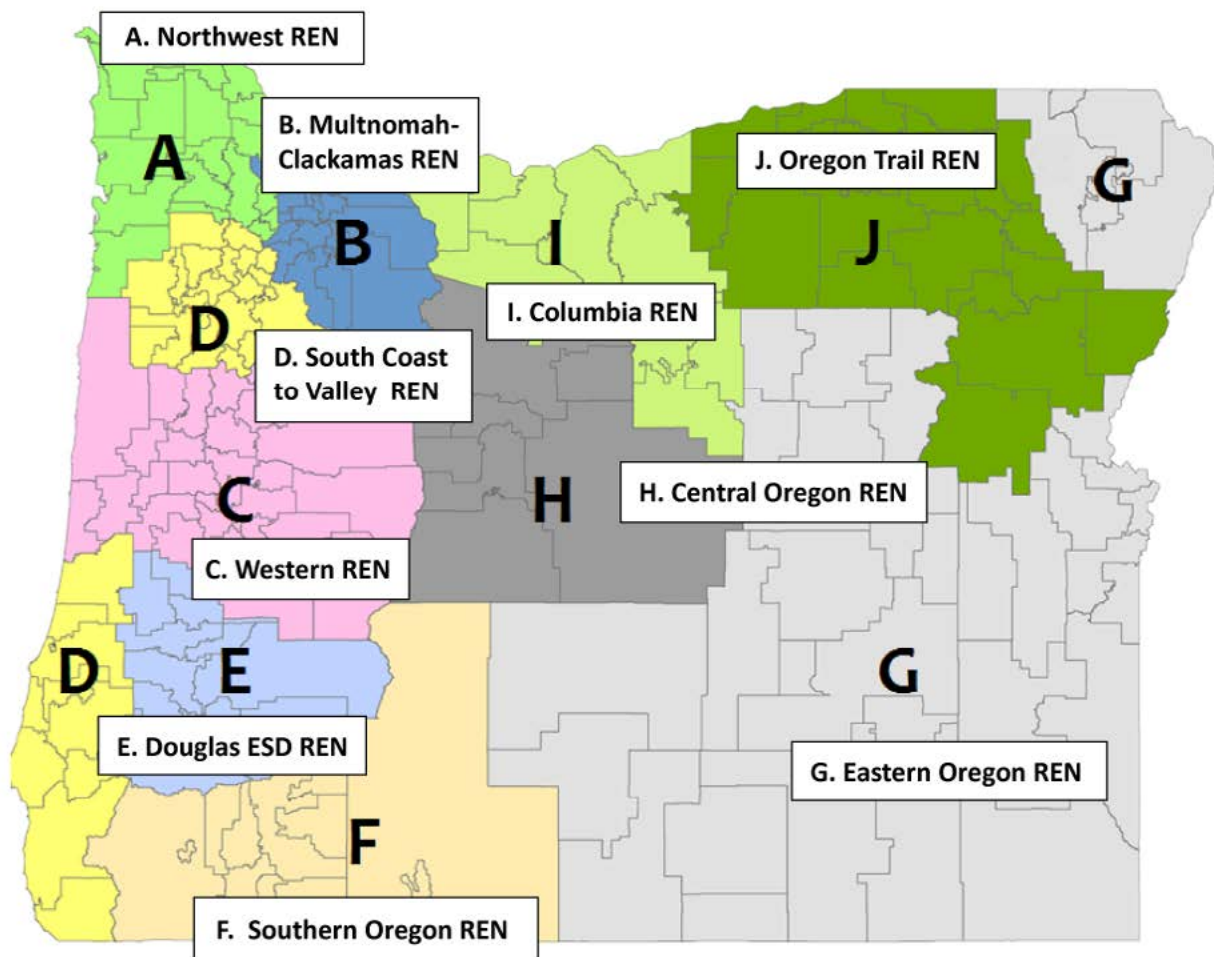 A. Northwest REN
B. Multnomah-
Clackamas REN
J. Oregon Trail REN
A
G
B
I
J
I. Columbia REN
D
D. South Coast
to Valley  REN
C
H
H. Central Oregon REN
C. Western REN
D
E
G
E. Douglas ESD REN
G. Eastern Oregon REN
F
F.  Southern Oregon REN